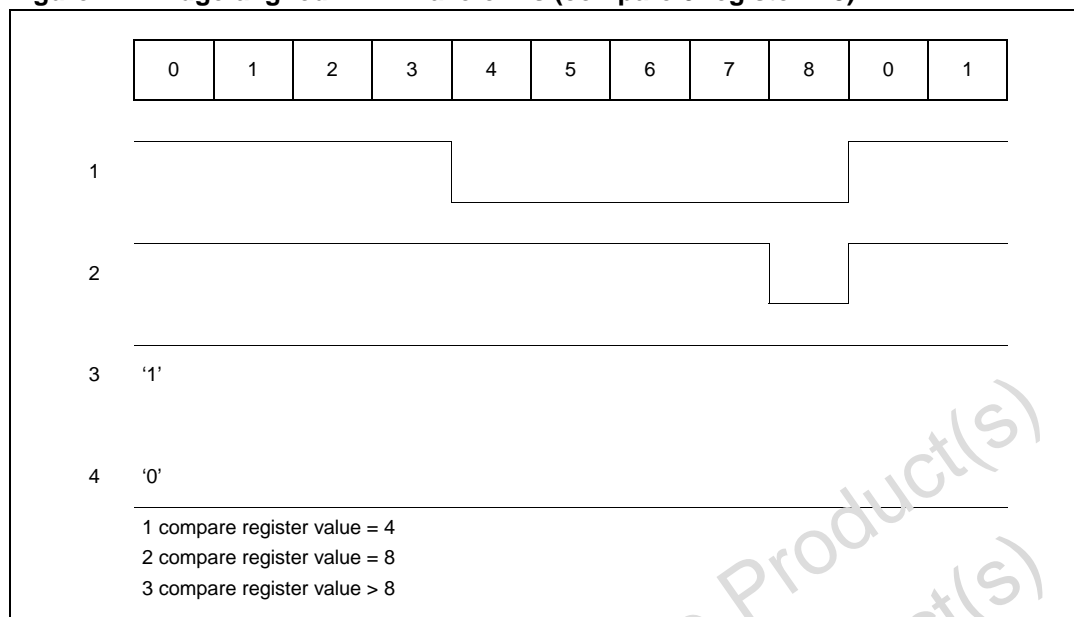 0 1 2 3 4 5 6 7 8 0 1
1
2
3 ‘1’
4 ‘0’
1 compare register value = 4
2 compare register value = 8
3 compare register value > 8
Product(s)